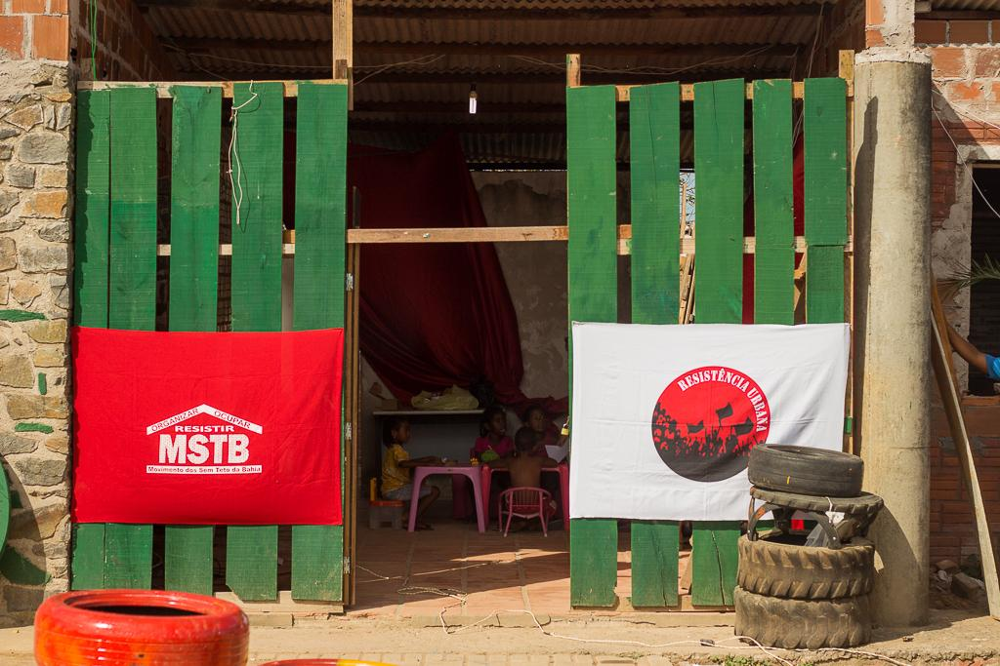 ORGANIZAR OCUPAR
RESISTIR
MSTB
Movimento dos Sem Teto da Bahia
RESISTÊNCIA URBANA